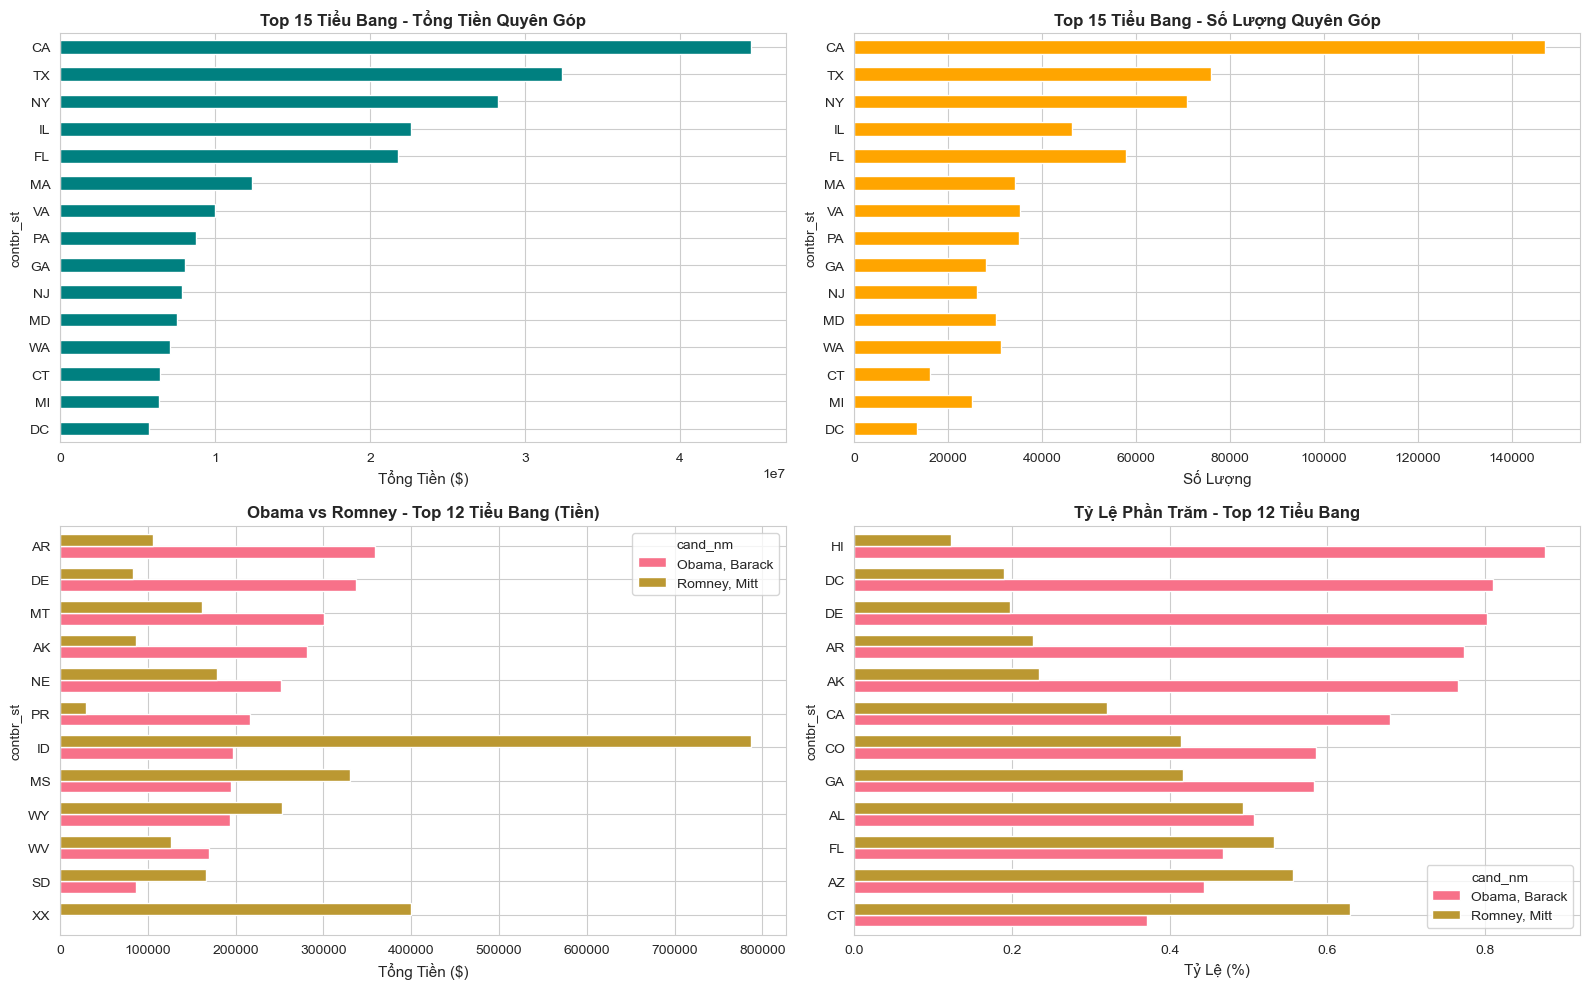 Top 15 Tiểu Bang - Tổng Tiền Quyên Góp
contbr_st
CA
TX
NY
IL
FL
MA
VA
PA
GA
NJ
MD
WA
CT
MI
DC
0 1 2 3 4
1e7
Tổng Tiền ($)
Top 15 Tiểu Bang - Số Lượng Quyên Góp
contbr_st
CA
TX
NY
IL
FL
MA
VA
PA
GA
NJ
MD
WA
CT
MI
DC
0 20000 40000 60000 80000 100000 120000 140000
Số Lượng
Obama vs Romney - Top 12 Tiểu Bang (Tiền)
cand_nm
Obama, Barack
Romney, Mitt
contbr_st
AR
DE
MT
AK
NE
PR
ID
MS
WY
WV
SD
XX
0 100000 200000 300000 400000 500000 600000 700000 800000
Tổng Tiền ($)
Tỷ Lệ Phần Trăm - Top 12 Tiểu Bang
contbr_st
HI
DC
DE
AR
AK
CA
CO
GA
AL
FL
AZ
CT
cand_nm
Obama, Barack
Romney, Mitt
0.0 0.2 0.4 0.6 0.8
Tỷ Lệ (%)